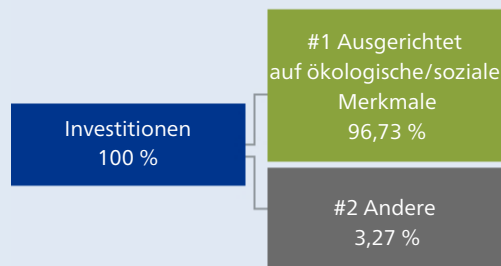 #1 Ausgerichtet
auf ökologische/soziale
Merkmale
96,73 %
Investitionen
100 %
#2 Andere
3,27 %